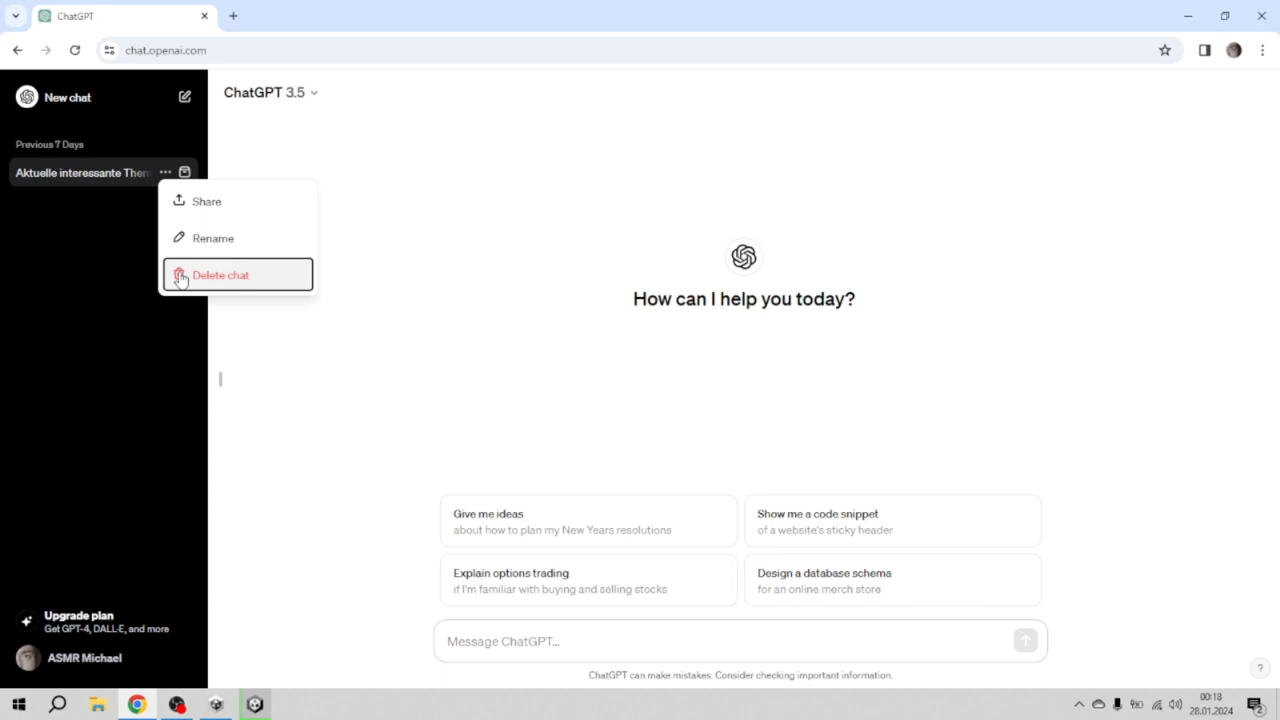 ChatGPT
chat.openai.com
New chat
ChatGPT 3.5
Previous 7 Days
Aktuelle interessante Them
Share
Rename
Delete chat
How can I help you today?
Give me ideas
about how to plan my New Years resolutions
Show me a code snippet
of a website's sticky header
Explain options trading
if I'm familiar with buying and selling stocks
Design a database schema
for an online merch store
Upgrade plan
Get GPT-4, DALL·E, and more
Message ChatGPT...
ASMR Michael
ChatGPT can make mistakes. Consider checking important information.
?
00:18
28.01.2024
2